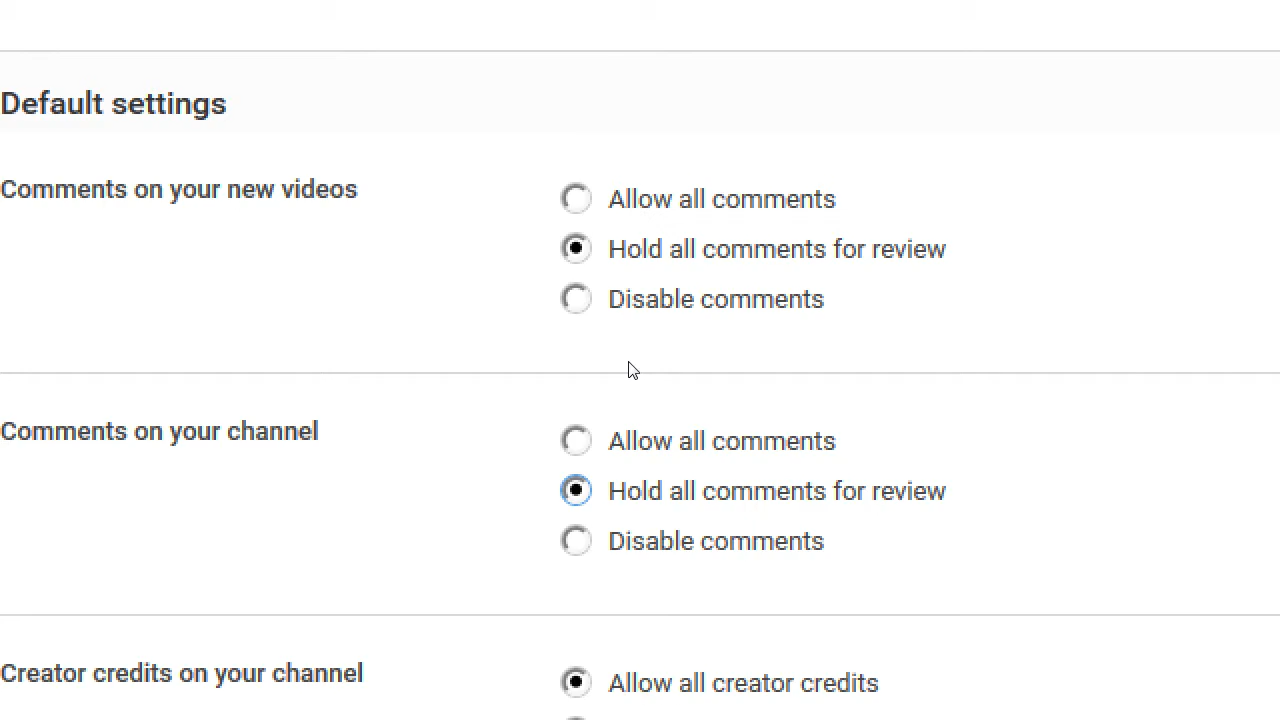 Default settings
Comments on your new videos
Allow all comments
Hold all comments for review
Disable comments
Comments on your channel
Allow all comments
Hold all comments for review
Disable comments
Creator credits on your channel
Allow all creator credits